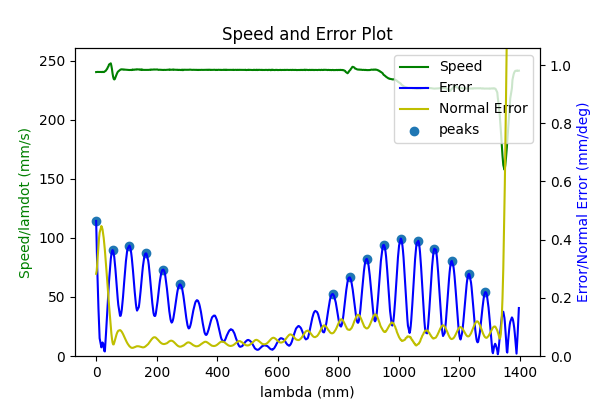 Speed and Error Plot
Speed/lamdot (mm/s)
250
200
150
100
50
0
Speed
Error
Normal Error
peaks
1.0
0.8
0.6
0.4
0.2
0.0
Error/Normal Error (mm/deg)
0 200 400 600 800 1000 1200 1400
lambda (mm)